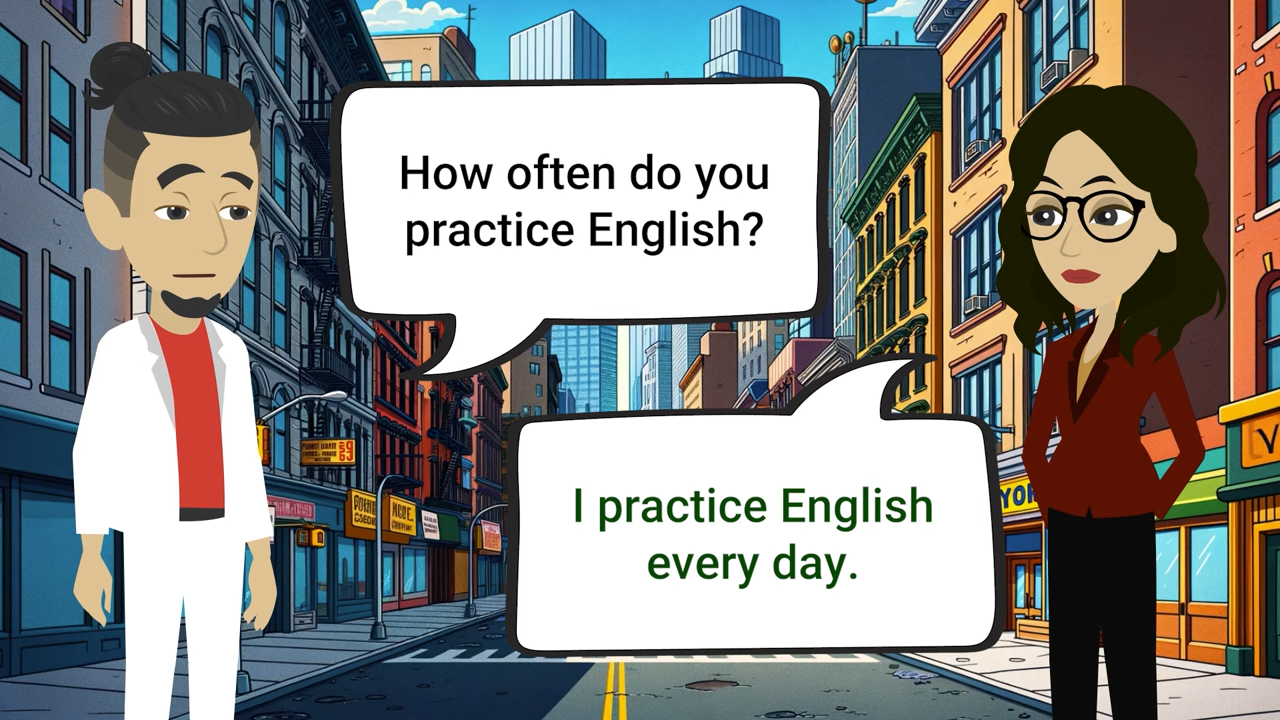 How often do you
practice English?
I practice English
every day.